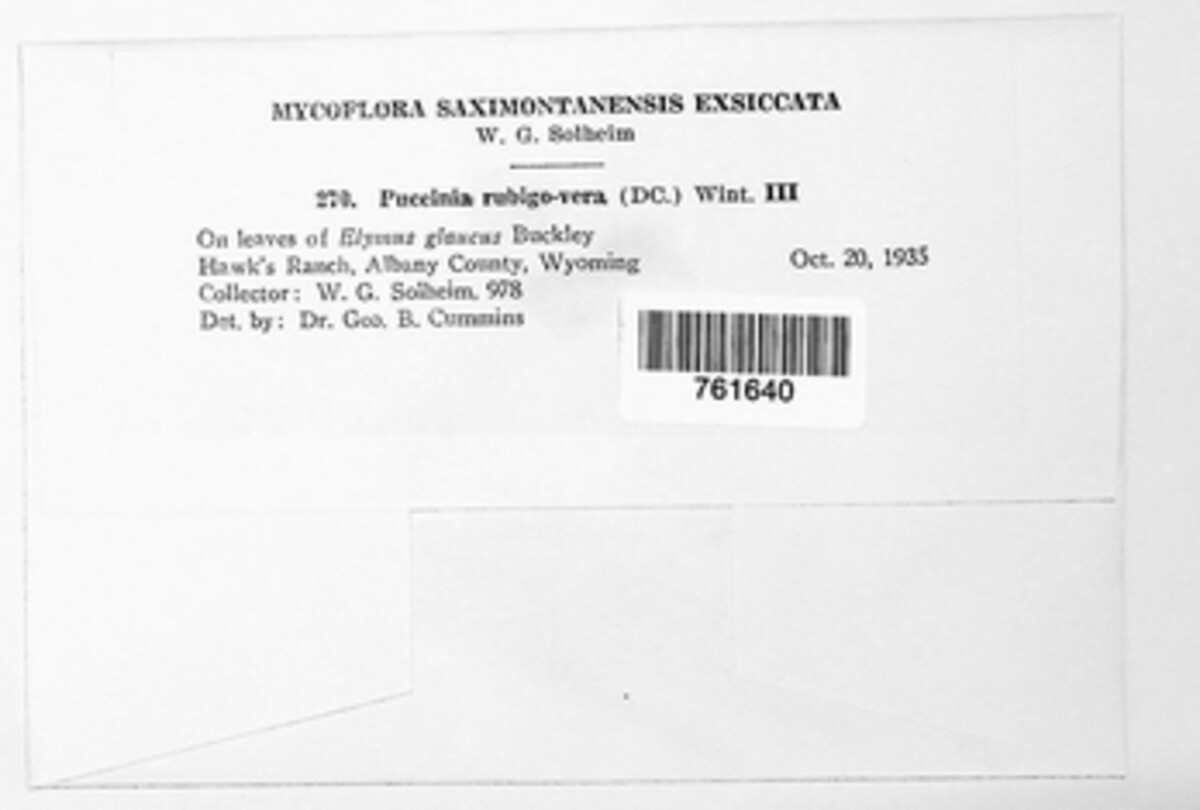 MYCOFLORA SAXIMONTANENSIS EXSICCATA
W. G. Solheim
270. Puccinia rubigo-vera (DC.) Wint. III
On leaves of Elymus glaucus Buckley
Hawk's Ranch, Albany County, Wyoming Oct. 20, 1935
Collector: W. G. Solheim. 978
Det. by: Dr. Geo. B. Cummins
761640